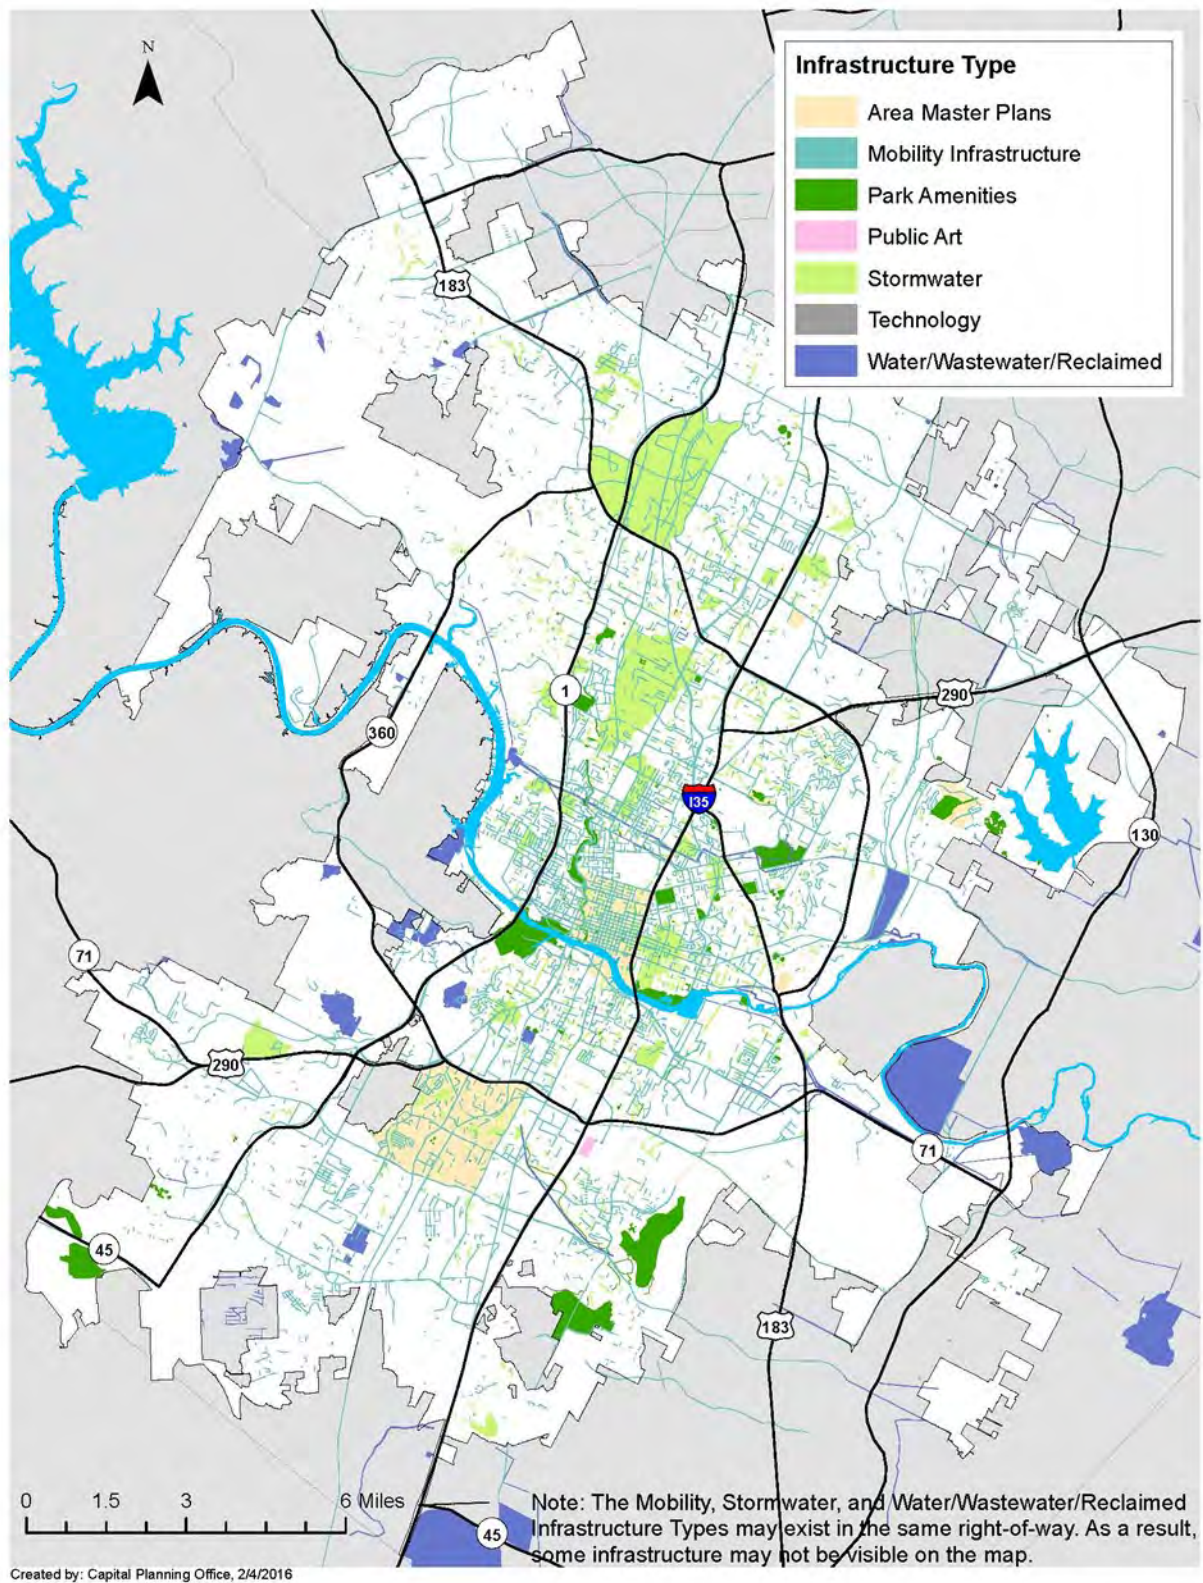 N
Infrastructure Type
Area Master Plans
Mobility Infrastructure
Park Amenities
Public Art
Stormwater
Technology
Water/Wastewater/Reclaimed
183
1
290
360
I35
130
71
290
71
45
183
0 1.5 3 6 Miles
45
Note: The Mobility, Stormwater, and Water/Wastewater/Reclaimed
Infrastructure Types may exist in the same right-of-way. As a result,
some infrastructure may not be visible on the map.
Created by: Capital Planning Office, 2/4/2016